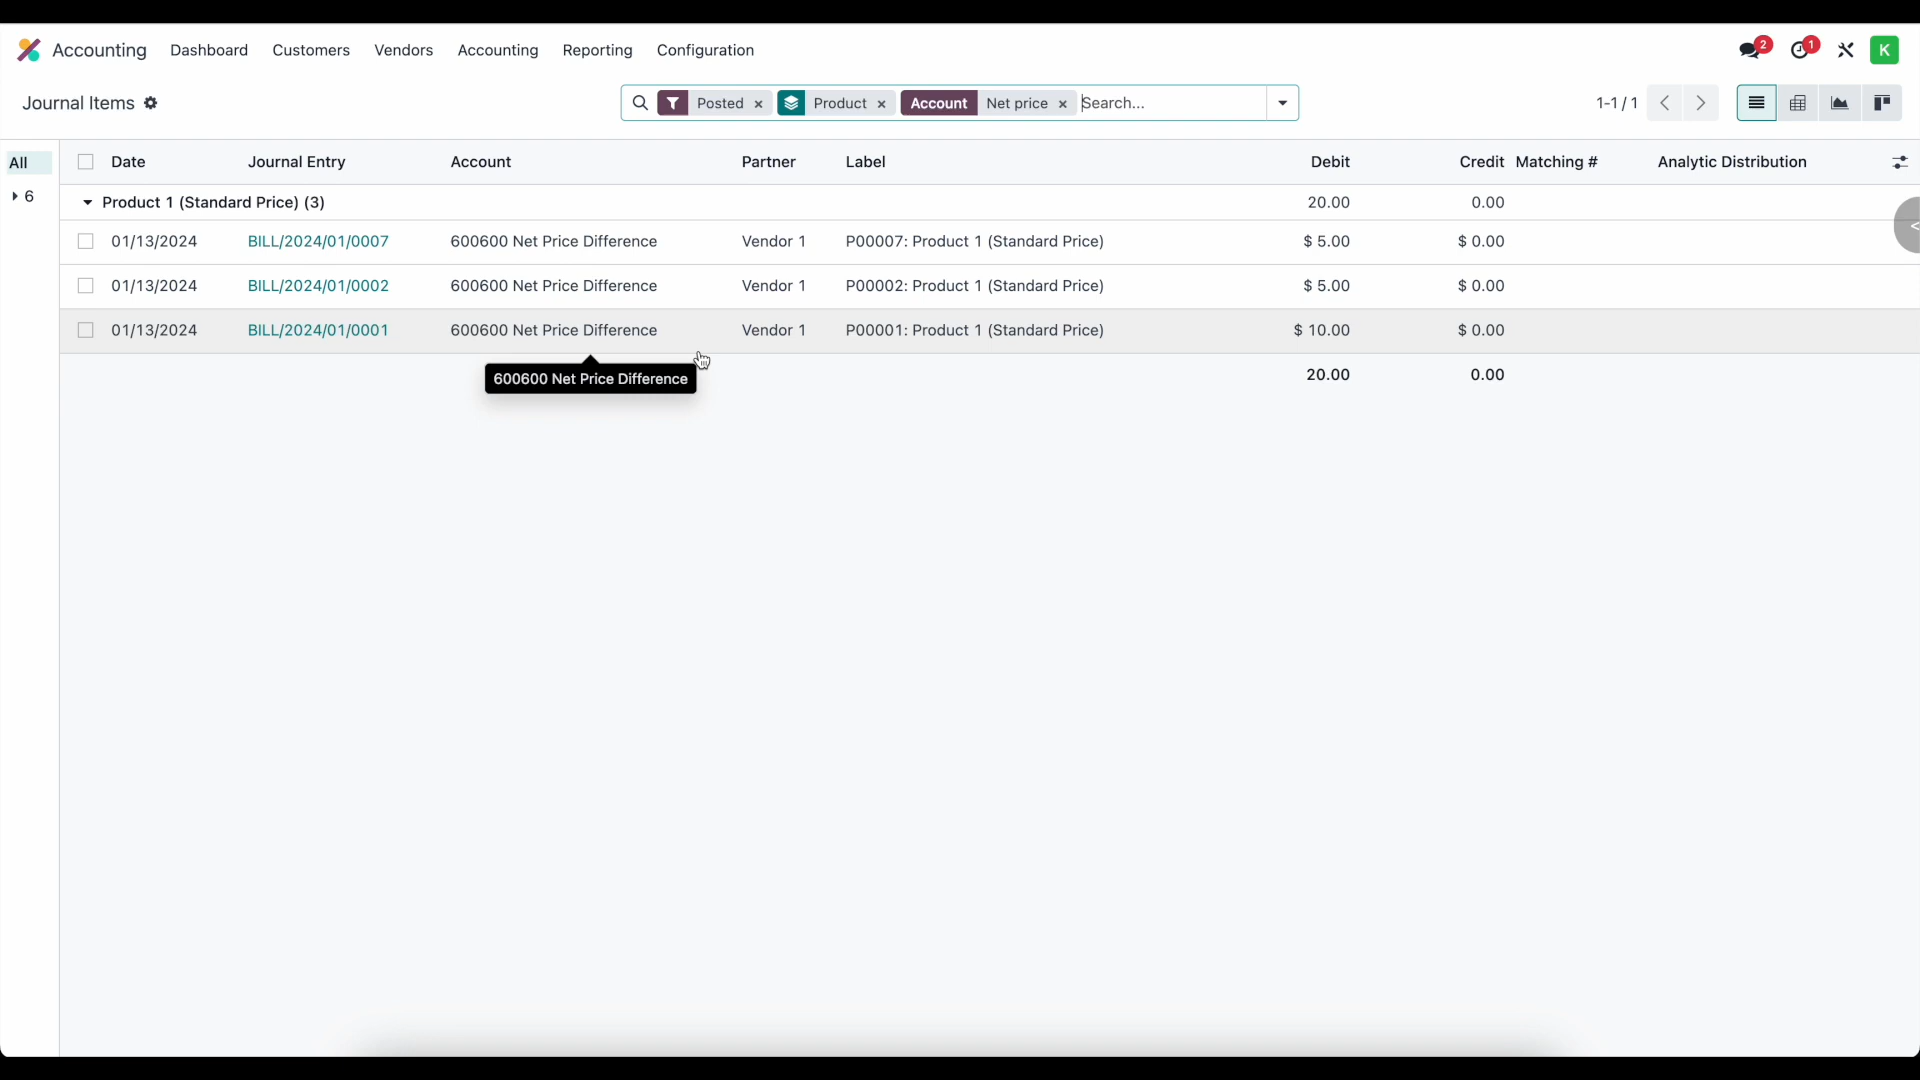 Accounting Dashboard Customers Vendors Accounting Reporting Configuration 2 1 K
Journal Items Posted × Product × Account Net price × Search... 1-1 / 1
All Date Journal Entry Account Partner Label Debit Credit Matching # Analytic Distribution
6 Product 1 (Standard Price) (3) 20.00 0.00
01/13/2024 BILL/2024/01/0007 600600 Net Price Difference Vendor 1 P00007: Product 1 (Standard Price) $ 5.00 $ 0.00
01/13/2024 BILL/2024/01/0002 600600 Net Price Difference Vendor 1 P00002: Product 1 (Standard Price) $ 5.00 $ 0.00
01/13/2024 BILL/2024/01/0001 600600 Net Price Difference Vendor 1 P00001: Product 1 (Standard Price) $ 10.00 $ 0.00
600600 Net Price Difference
20.00 0.00